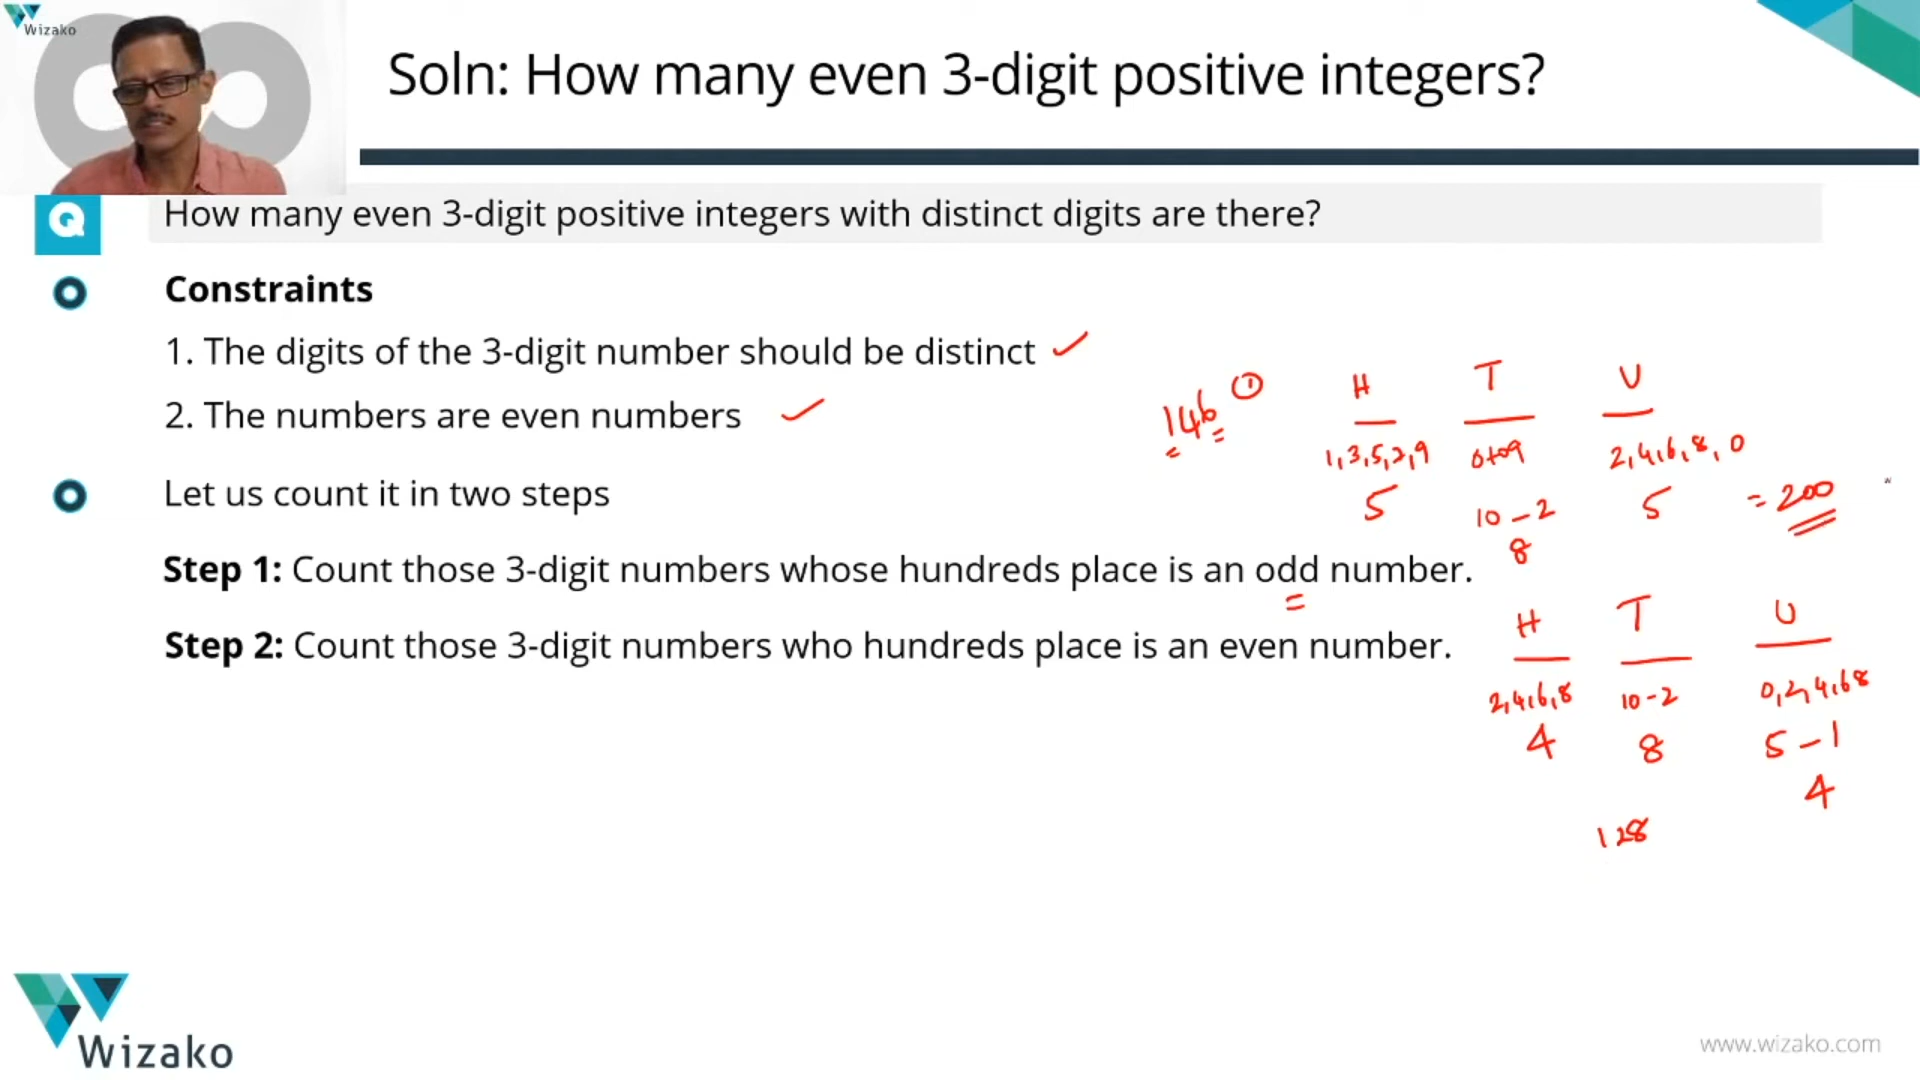 Wizako
Soln: How many even 3-digit positive integers?
Q
How many even 3-digit positive integers with distinct digits are there?
Constraints
1. The digits of the 3-digit number should be distinct ✓
2. The numbers are even numbers ✓
146 ①
H T U
1,3,5,7,9 0to9 2,4,6,8,0
5 10-2 5 = 200
8
Let us count it in two steps
Step 1: Count those 3-digit numbers whose hundreds place is an odd number.
Step 2: Count those 3-digit numbers who hundreds place is an even number.
H T U
2,4,6,8 10-2 0,2,4,6 8
4 8 5-1
4
128
Wizako
www.wizako.com